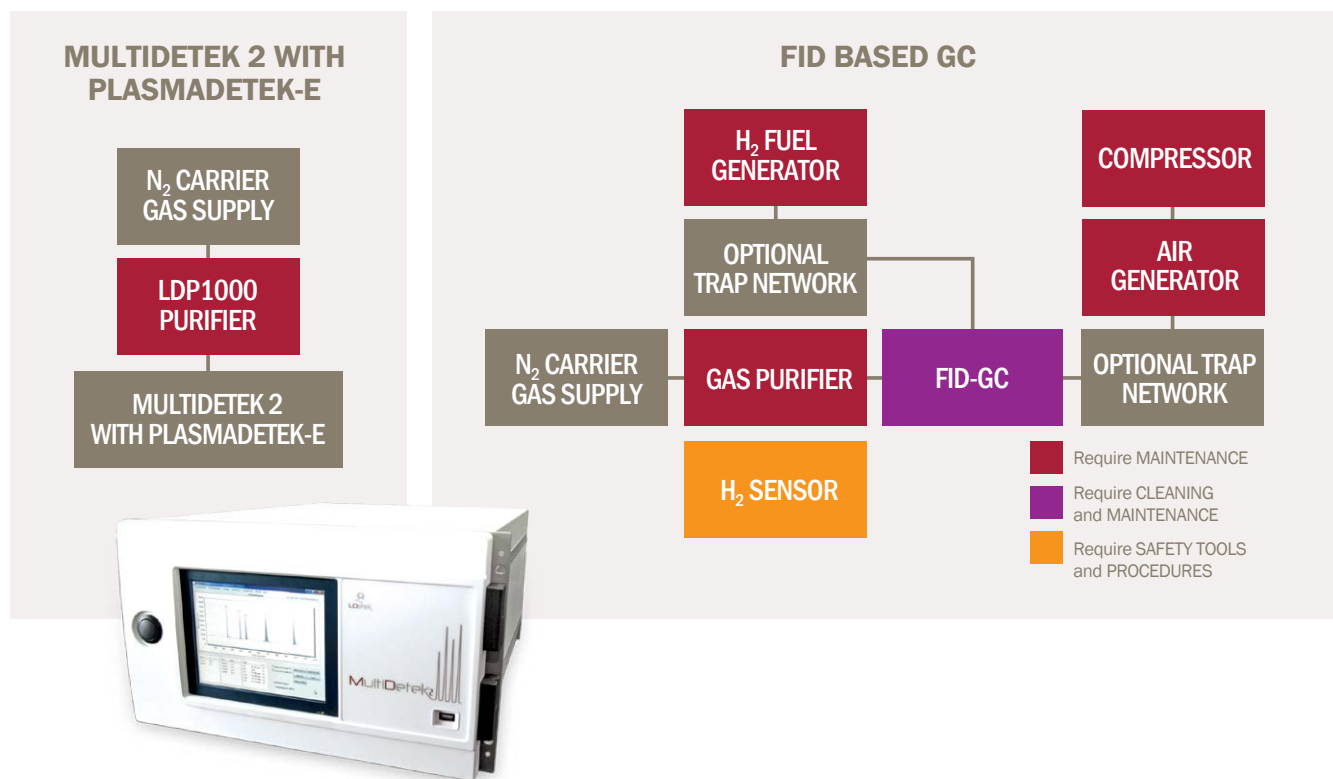 MULTIDETEK 2 WITH
PLASMADETEK-E
N₂ CARRIER
GAS SUPPLY
LDP1000
PURIFIER
MULTIDETEK 2
WITH PLASMADETEK-E
FID BASED GC
H₂ FUEL
GENERATOR
COMPRESSOR
OPTIONAL
TRAP NETWORK
AIR
GENERATOR
N₂ CARRIER
GAS SUPPLY
GAS PURIFIER
FID-GC
OPTIONAL TRAP
NETWORK
H₂ SENSOR
Require MAINTENANCE
Require CLEANING
and MAINTENANCE
Require SAFETY TOOLS
and PROCEDURES
LDetek
MultiDetek2